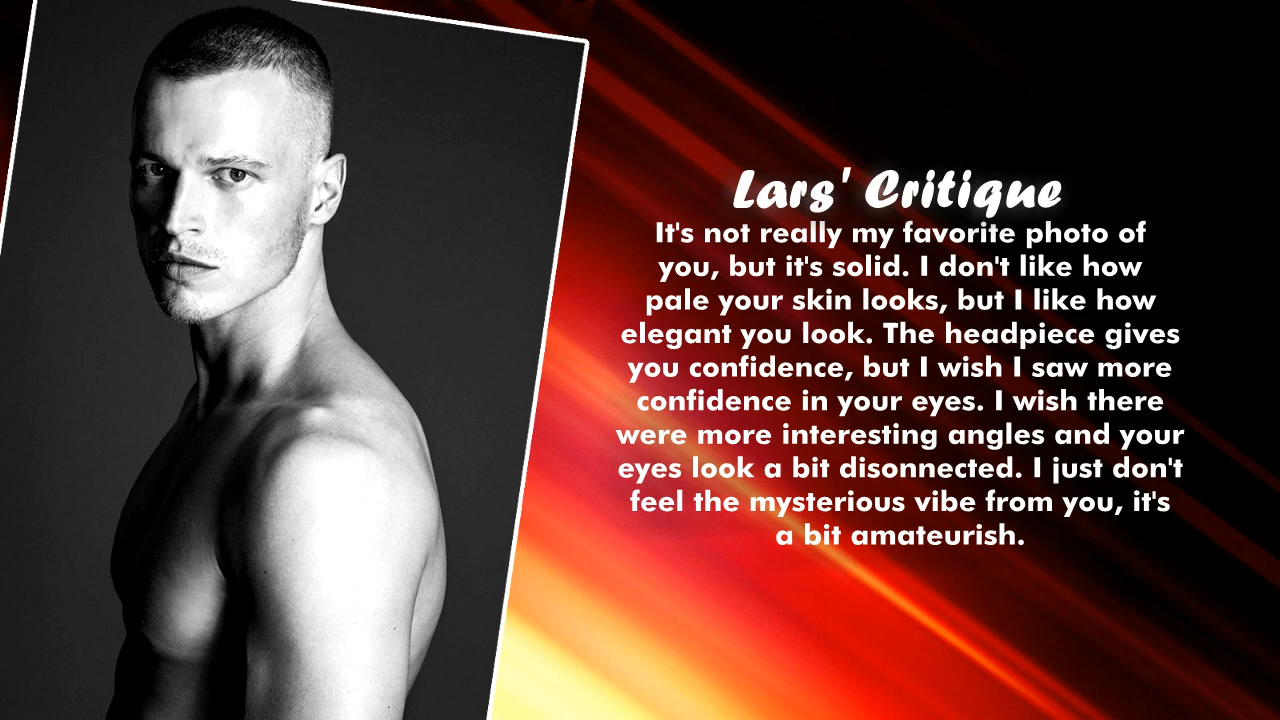 Lars' Critique
It's not really my favorite photo of
you, but it's solid. I don't like how
pale your skin looks, but I like how
elegant you look. The headpiece gives
you confidence, but I wish I saw more
confidence in your eyes. I wish there
were more interesting angles and your
eyes look a bit disonnected. I just don't
feel the mysterious vibe from you, it's
a bit amateurish.